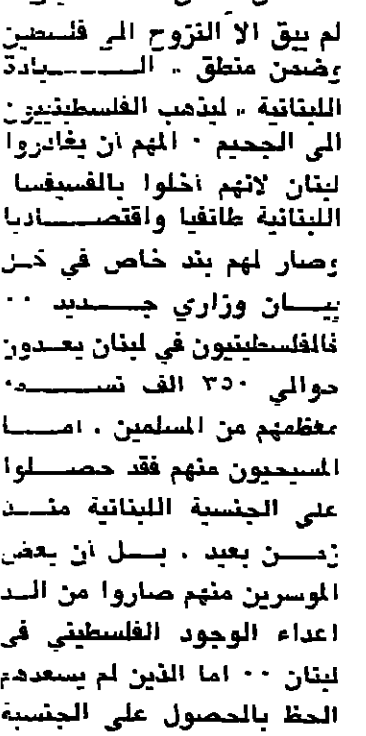 لم يبق الا النزوح الى فلسطين
وضمن منطق .. السيادة
اللبنانية .. ليذهب الفلسطينيون
الى الجحيم . المهم ان يغادروا
لبنان لانهم اخلوا بالفسيفسا
اللبنانية طائفيا واقتصاديا
وصار لهم بند خاص في كل
بيان وزاري جديد ..
فالفلسطينيون في لبنان يعدون
حوالي ٣٥٠ الف نسمه
معظمهم من المسلمين . اما
المسيحيون منهم فقد حصلوا
على الجنسية اللبنانية منذ
زمن بعيد . بل ان بعض
الموسرين منهم صاروا من الد
اعداء الوجود الفلسطيني في
لبنان .. اما الذين لم يسعدهم
الحظ بالحصول على الجنسية